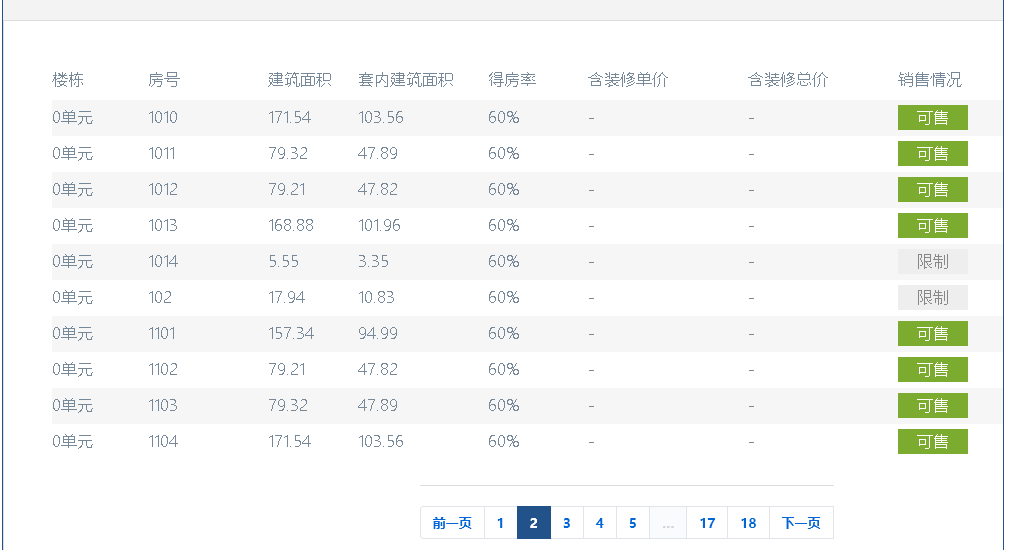 楼栋 房号 建筑面积 套内建筑面积 得房率 含装修单价 含装修总价 销售情况
0单元 1010 171.54 103.56 60% - - 可售
0单元 1011 79.32 47.89 60% - - 可售
0单元 1012 79.21 47.82 60% - - 可售
0单元 1013 168.88 101.96 60% - - 可售
0单元 1014 5.55 3.35 60% - - 限制
0单元 102 17.94 10.83 60% - - 限制
0单元 1101 157.34 94.99 60% - - 可售
0单元 1102 79.21 47.82 60% - - 可售
0单元 1103 79.32 47.89 60% - - 可售
0单元 1104 171.54 103.56 60% - - 可售
前一页 1 2 3 4 5 ... 17 18 下一页